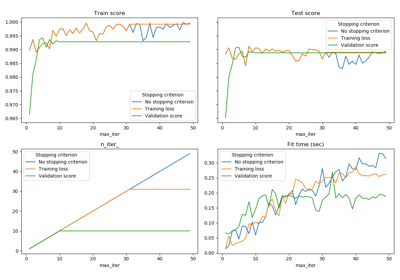 Train score
1.000
0.995
0.990
0.985
0.980
0.975
0.970
0.965
Stopping criterion
No stopping criterion
Training loss
Validation score
0 10 20 30 40 50
max_iter
Test score
Stopping criterion
No stopping criterion
Training loss
Validation score
0 10 20 30 40 50
max_iter
n_iter_
50
40
30
20
10
0
Stopping criterion
No stopping criterion
Training loss
Validation score
0 10 20 30 40 50
max_iter
Fit time (sec)
0.30
0.25
0.20
0.15
0.10
0.05
0.00
Stopping criterion
No stopping criterion
Training loss
Validation score
0 10 20 30 40 50
max_iter